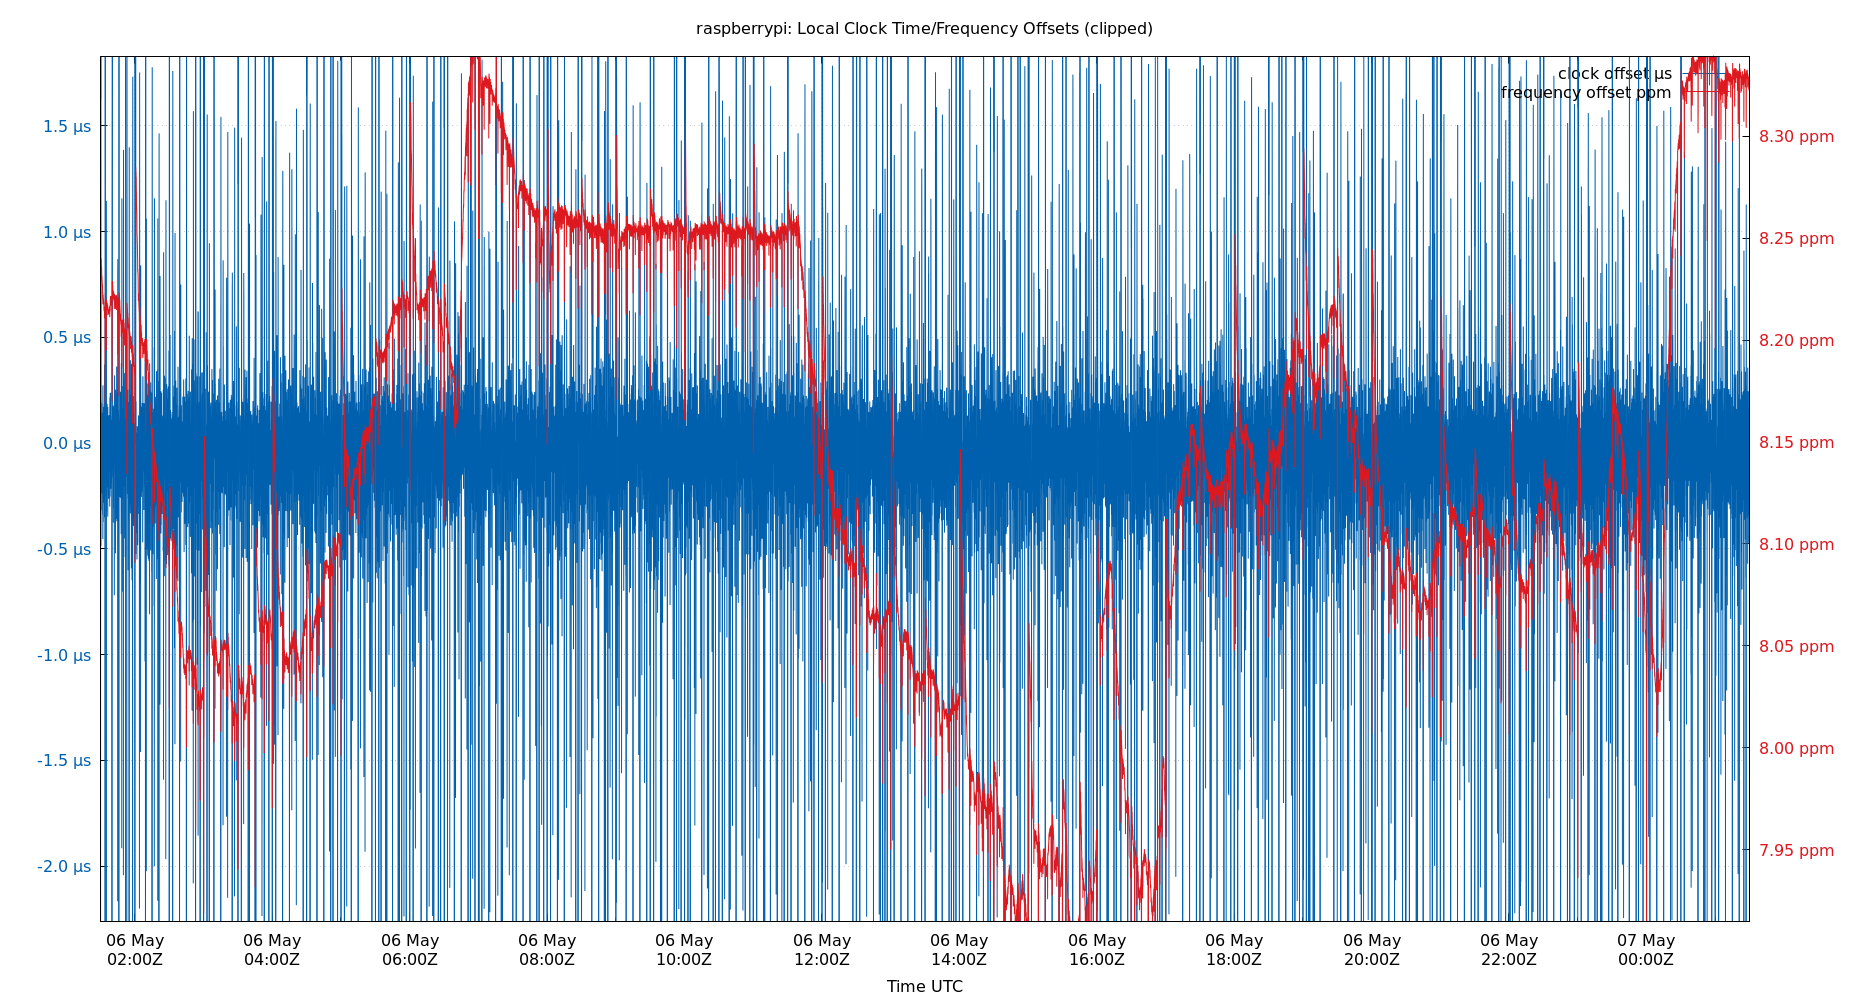 raspberrypi: Local Clock Time/Frequency Offsets (clipped)
clock offset µs
frequency offset ppm
1.5 µs
1.0 µs
0.5 µs
0.0 µs
-0.5 µs
-1.0 µs
-1.5 µs
-2.0 µs
8.30 ppm
8.25 ppm
8.20 ppm
8.15 ppm
8.10 ppm
8.05 ppm
8.00 ppm
7.95 ppm
06 May 06 May 06 May 06 May 06 May 06 May 06 May 06 May 06 May 06 May 06 May 07 May
02:00Z 04:00Z 06:00Z 08:00Z 10:00Z 12:00Z 14:00Z 16:00Z 18:00Z 20:00Z 22:00Z 00:00Z
Time UTC